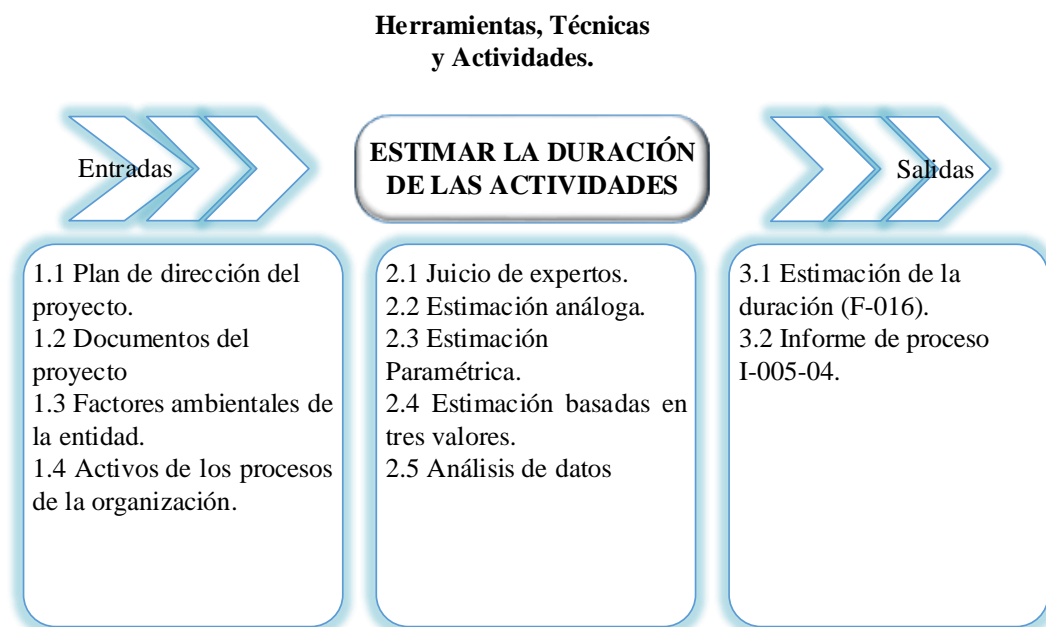 Herramientas, Técnicas
y Actividades.
Entradas
ESTIMAR LA DURACIÓN
DE LAS ACTIVIDADES
Salidas
1.1 Plan de dirección del
proyecto.
1.2 Documentos del
proyecto
1.3 Factores ambientales de
la entidad.
1.4 Activos de los procesos
de la organización.
2.1 Juicio de expertos.
2.2 Estimación análoga.
2.3 Estimación
Paramétrica.
2.4 Estimación basadas en
tres valores.
2.5 Análisis de datos
3.1 Estimación de la
duración (F-016).
3.2 Informe de proceso
I-005-04.